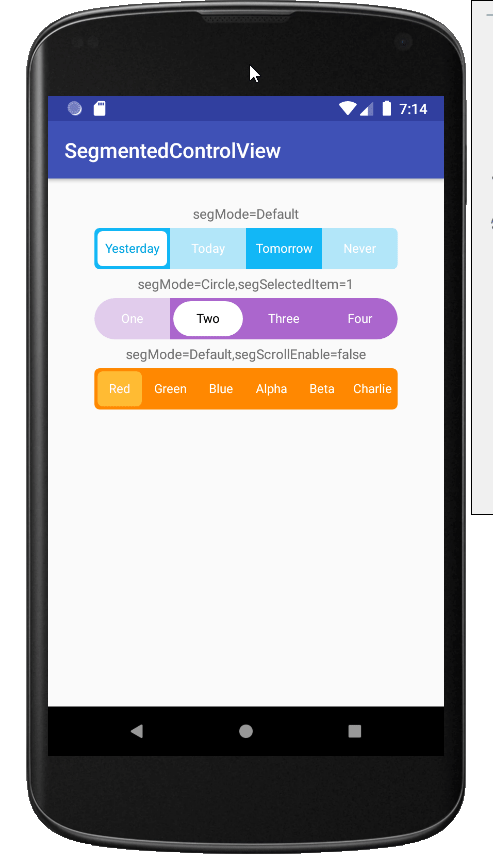 7:14
SegmentedControlView
segMode=Default
Yesterday Today Tomorrow Never
segMode=Circle,segSelectedItem=1
One Two Three Four
segMode=Default,segScrollEnable=false
Red Green Blue Alpha Beta Charlie